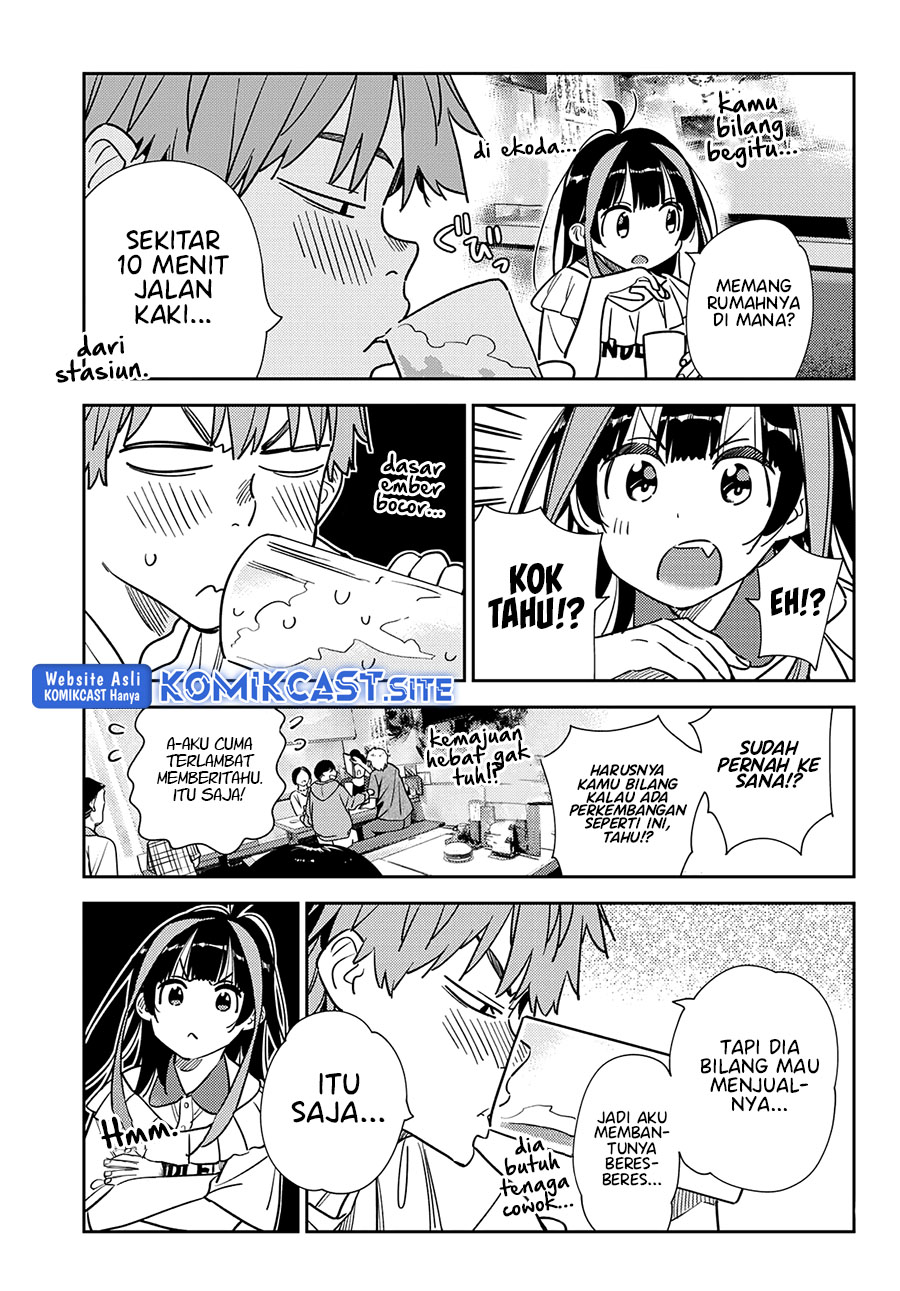 kamu
bilang
begitu...
di ekoda...
MEMANG
RUMAHNYA
DI MANA?
ぐびっ
SEKITAR
10 MENIT
JALAN
KAKI...
dari
stasiun.
EH!?
KOK
TAHU!?
dasar
ember
bocor...
Website Asli
KOMIKCAST Hanya
KOMIKCAST.SITE
SUDAH
PERNAH KE
SANA!?
HARUSNYA
KAMU BILANG
KALAU ADA
PERKEMBANGAN
SEPERTI INI,
TAHU!?
kemajuan
hebat gak
tuh!?
A-AKU CUMA
TERLAMBAT
MEMBERITAHU.
ITU SAJA!
TAPI DIA
BILANG MAU
MENJUAL-
NYA...
JADI AKU
MEMBAN-
TUNYA
BERES-
BERES...
dia
butuh
tenaga
cowok...
ITU
SAJA...
Hmm.